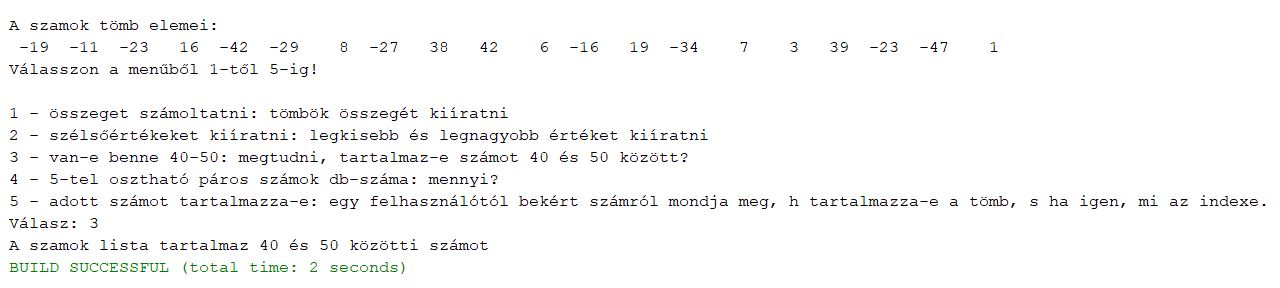 A szamok tömb elemei:
 -19  -11  -23   16  -42  -29    8  -27   38   42    6  -16   19  -34    7    3   39  -23  -47    1
Válasszon a menűből 1-től 5-ig!
1 - összeget számoltatni: tömbök összegét kiíratni
2 - szélsőértékeket kiíratni: legkisebb és legnagyobb értéket kiíratni
3 - van-e benne 40-50: megtudni, tartalmaz-e számot 40 és 50 között?
4 - 5-tel osztható páros számok db-száma: mennyi?
5 - adott számot tartalmazza-e: egy felhasználótól bekért számról mondja meg, h tartalmazza-e a tömb, s ha igen, mi az indexe.
Válasz: 3
A szamok lista tartalmaz 40 és 50 közötti számot
BUILD SUCCESSFUL (total time: 2 seconds)